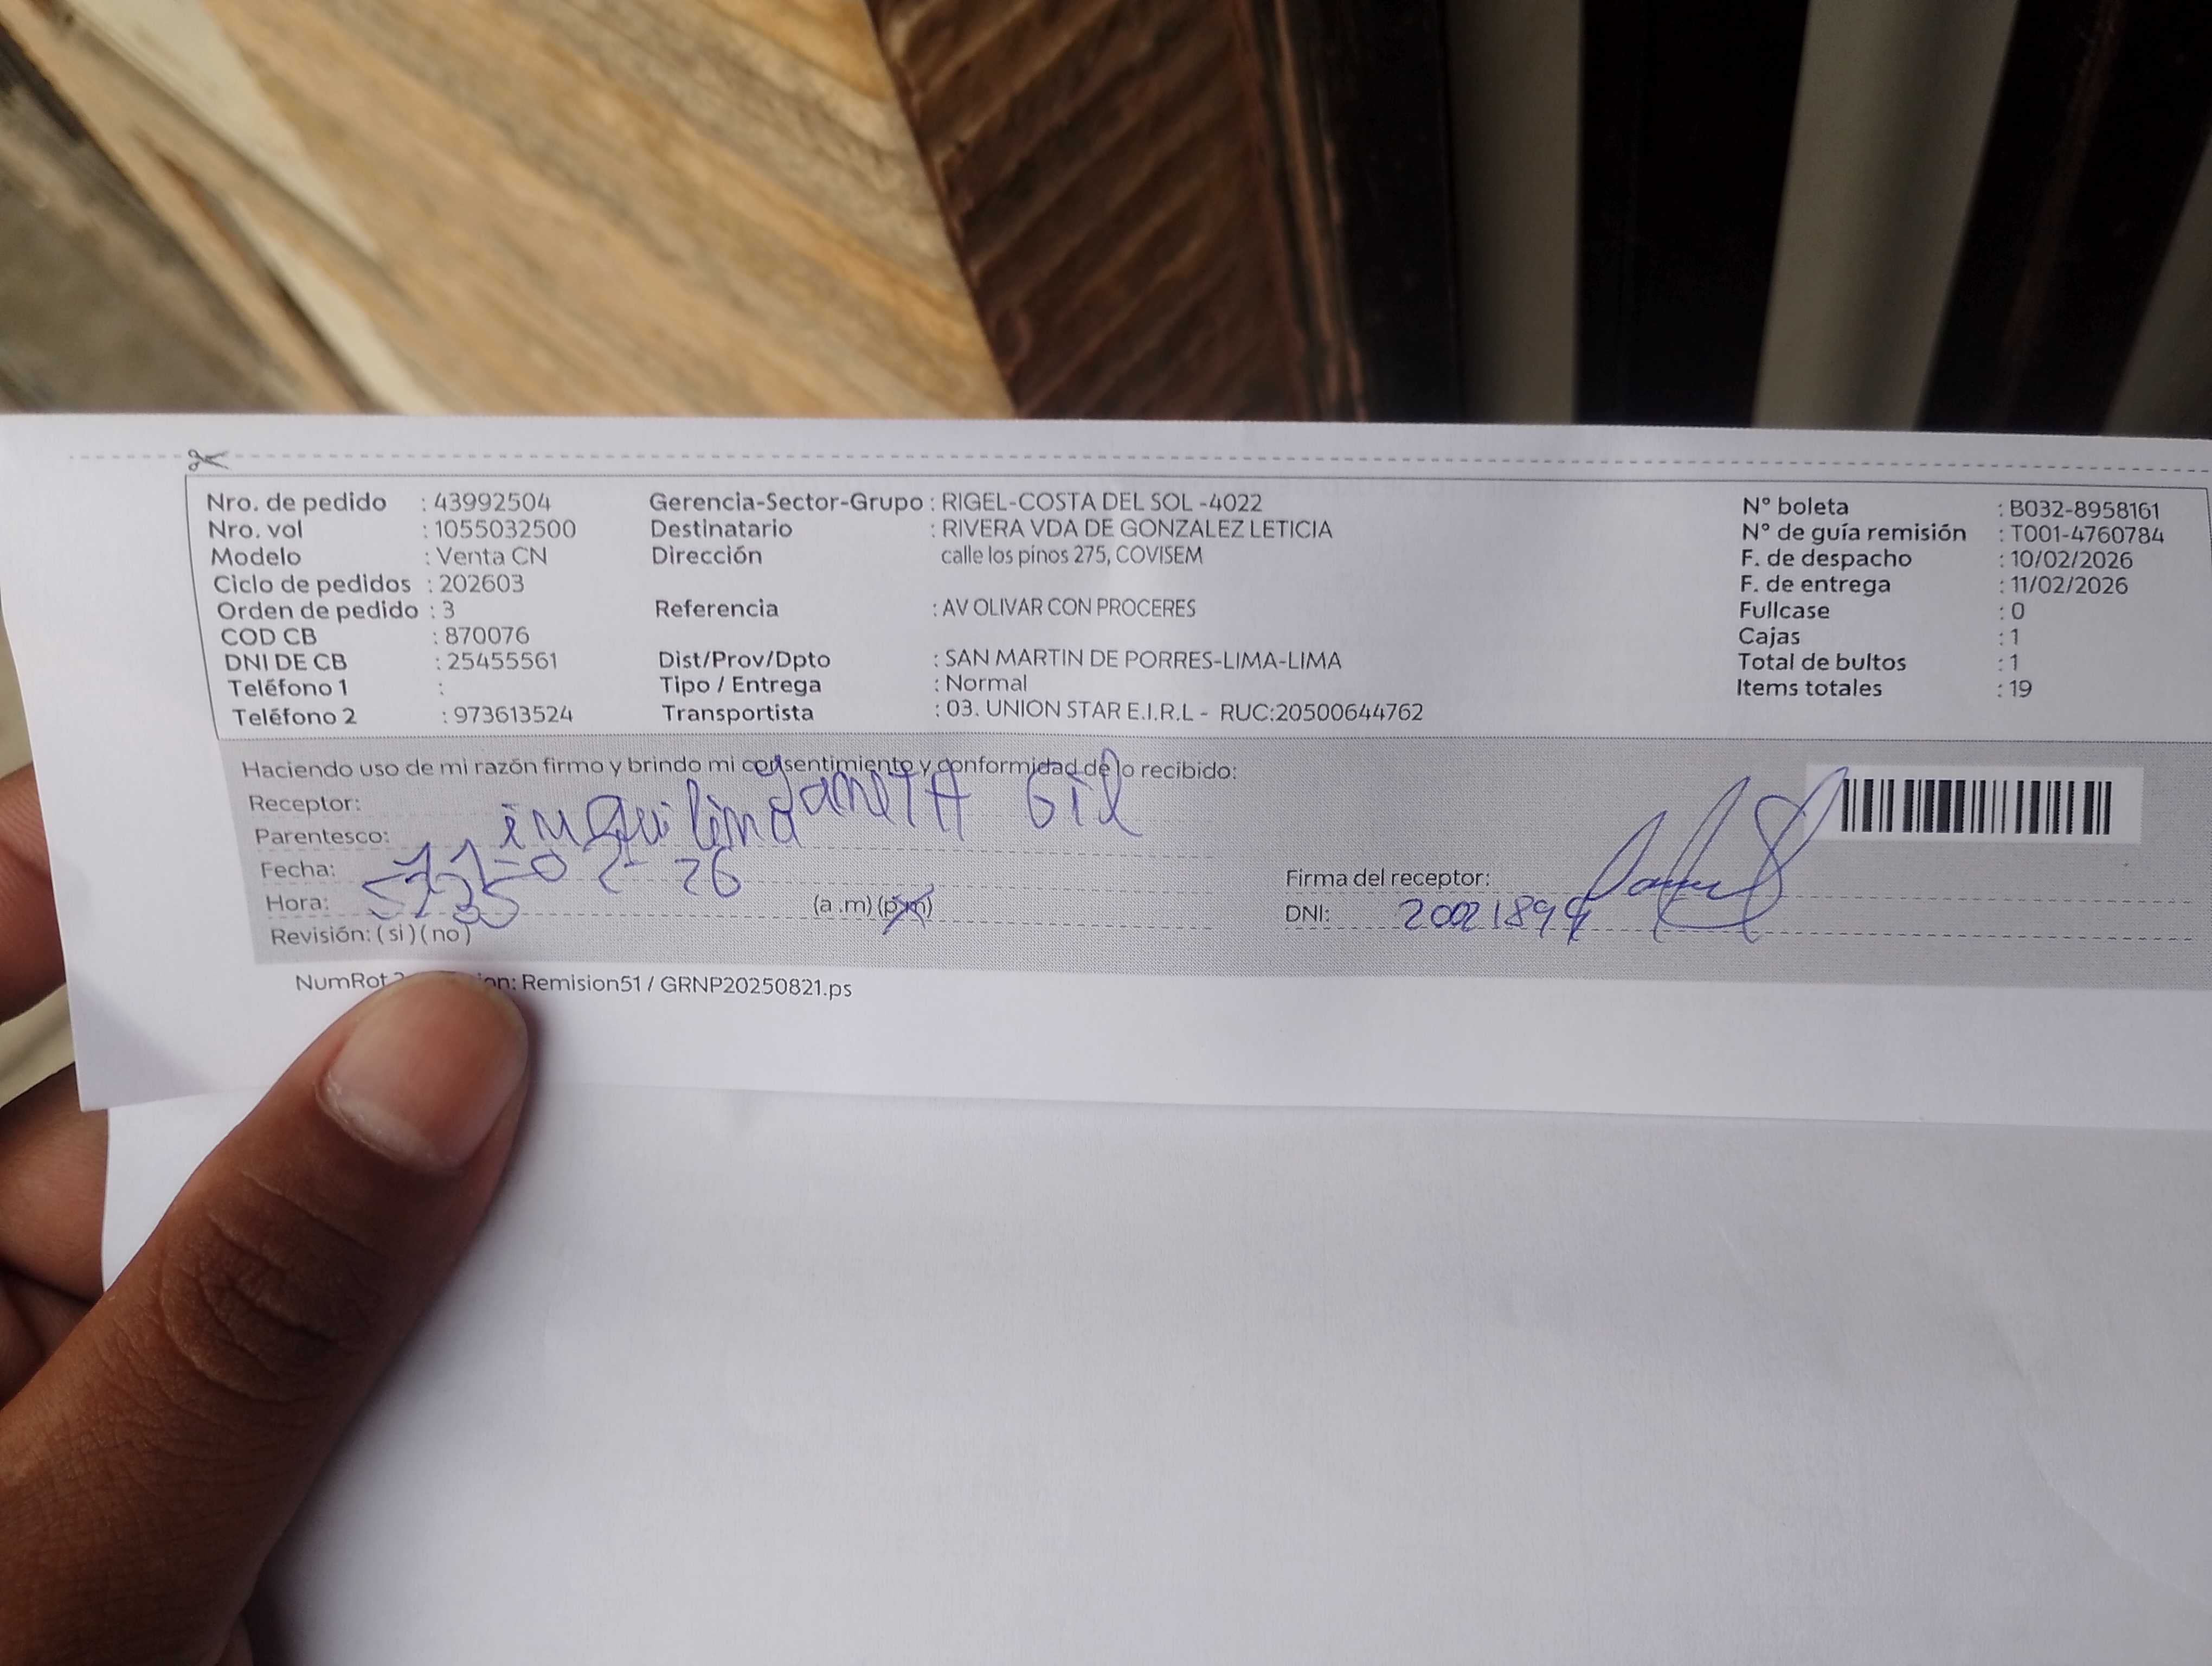 Nro. de pedido : 43992504 Gerencia-Sector-Grupo : RIGEL-COSTA DEL SOL -4022 N° boleta : B032-8958161
Nro. vol : 1055032500 Destinatario : RIVERA VDA DE GONZALEZ LETICIA N° de guía remisión : T001-4760784
Modelo : Venta CN Dirección calle los pinos 275, COVISEM F. de despacho : 10/02/2026
Ciclo de pedidos : 202603 F. de entrega : 11/02/2026
Orden de pedido : 3 Referencia : AV OLIVAR CON PROCERES Fullcase : 0
COD CB : 870076 Cajas : 1
DNI DE CB : 25455561 Dist/Prov/Dpto : SAN MARTIN DE PORRES-LIMA-LIMA Total de bultos : 1
Teléfono 1 : Tipo / Entrega : Normal Items totales : 19
Teléfono 2 : 973613524 Transportista : 03. UNION STAR E.I.R.L - RUC:20500644762
Haciendo uso de mi razón firmo y brindo mi consentimiento y conformidad de lo recibido:
Receptor: Gil
Parentesco: inquilina
Fecha: 11-02-26 Firma del receptor:
Hora: (a.m) (p.m) DNI:
Revisión: ( si ) ( no )
Remision51 / GRNP20250821.ps